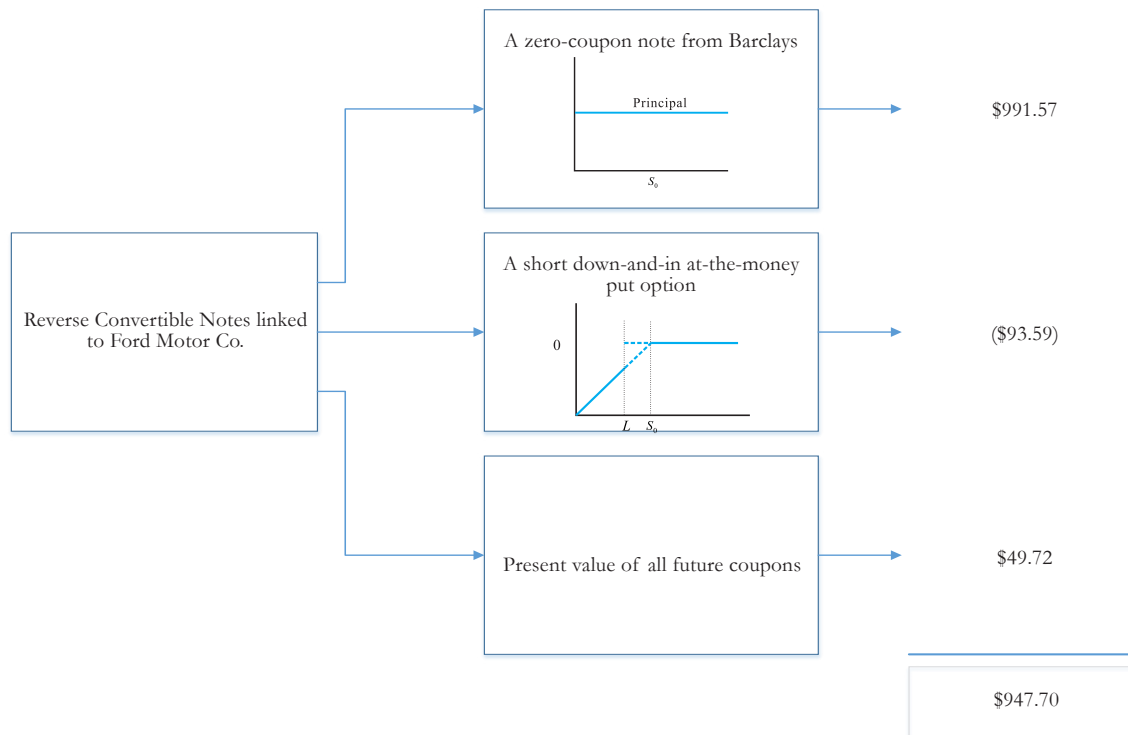 A zero-coupon note from Barclays
Principal
S₀
$991.57
Reverse Convertible Notes linked
to Ford Motor Co.
A short down-and-in at-the-money
put option
0
L S₀
($93.59)
Present value of all future coupons
$49.72
$947.70